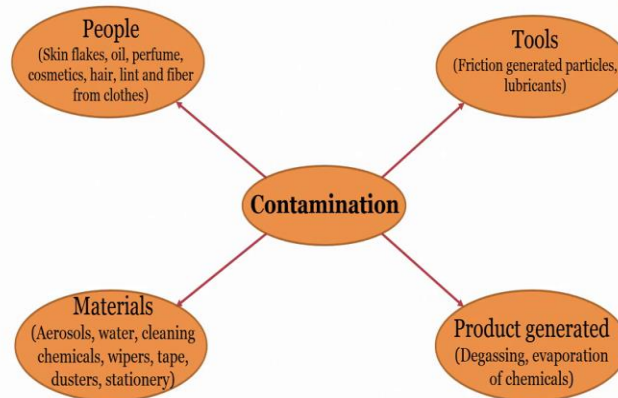 People
(Skin flakes, oil, perfume,
cosmetics, hair, lint and fiber
from clothes)
Tools
(Friction generated particles,
lubricants)
Contamination
Materials
(Aerosols, water, cleaning
chemicals, wipers, tape,
dusters, stationery)
Product generated
(Degassing, evaporation
of chemicals)